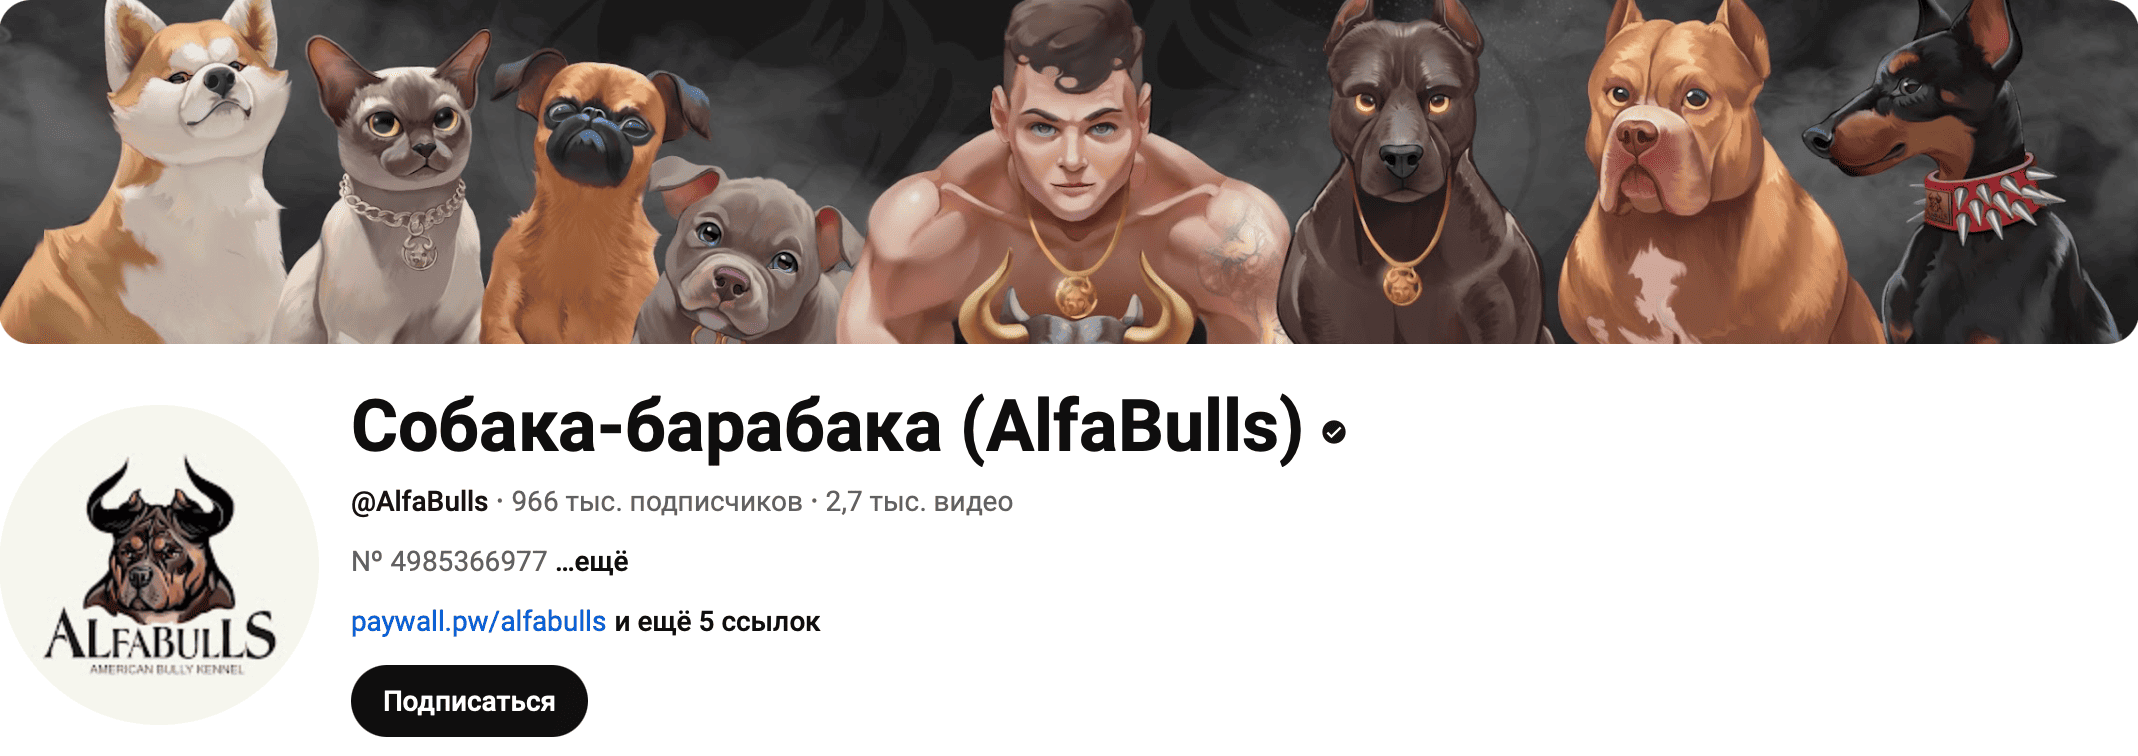 Собака-барабака (AlfaBulls)
@AlfaBulls · 966 тыс. подписчиков · 2,7 тыс. видео
Nº 4985366977 ...ещё
paywall.pw/alfabulls и ещё 5 ссылок
Подписаться
ALFABULLS
AMERICAN BULLY KENNEL